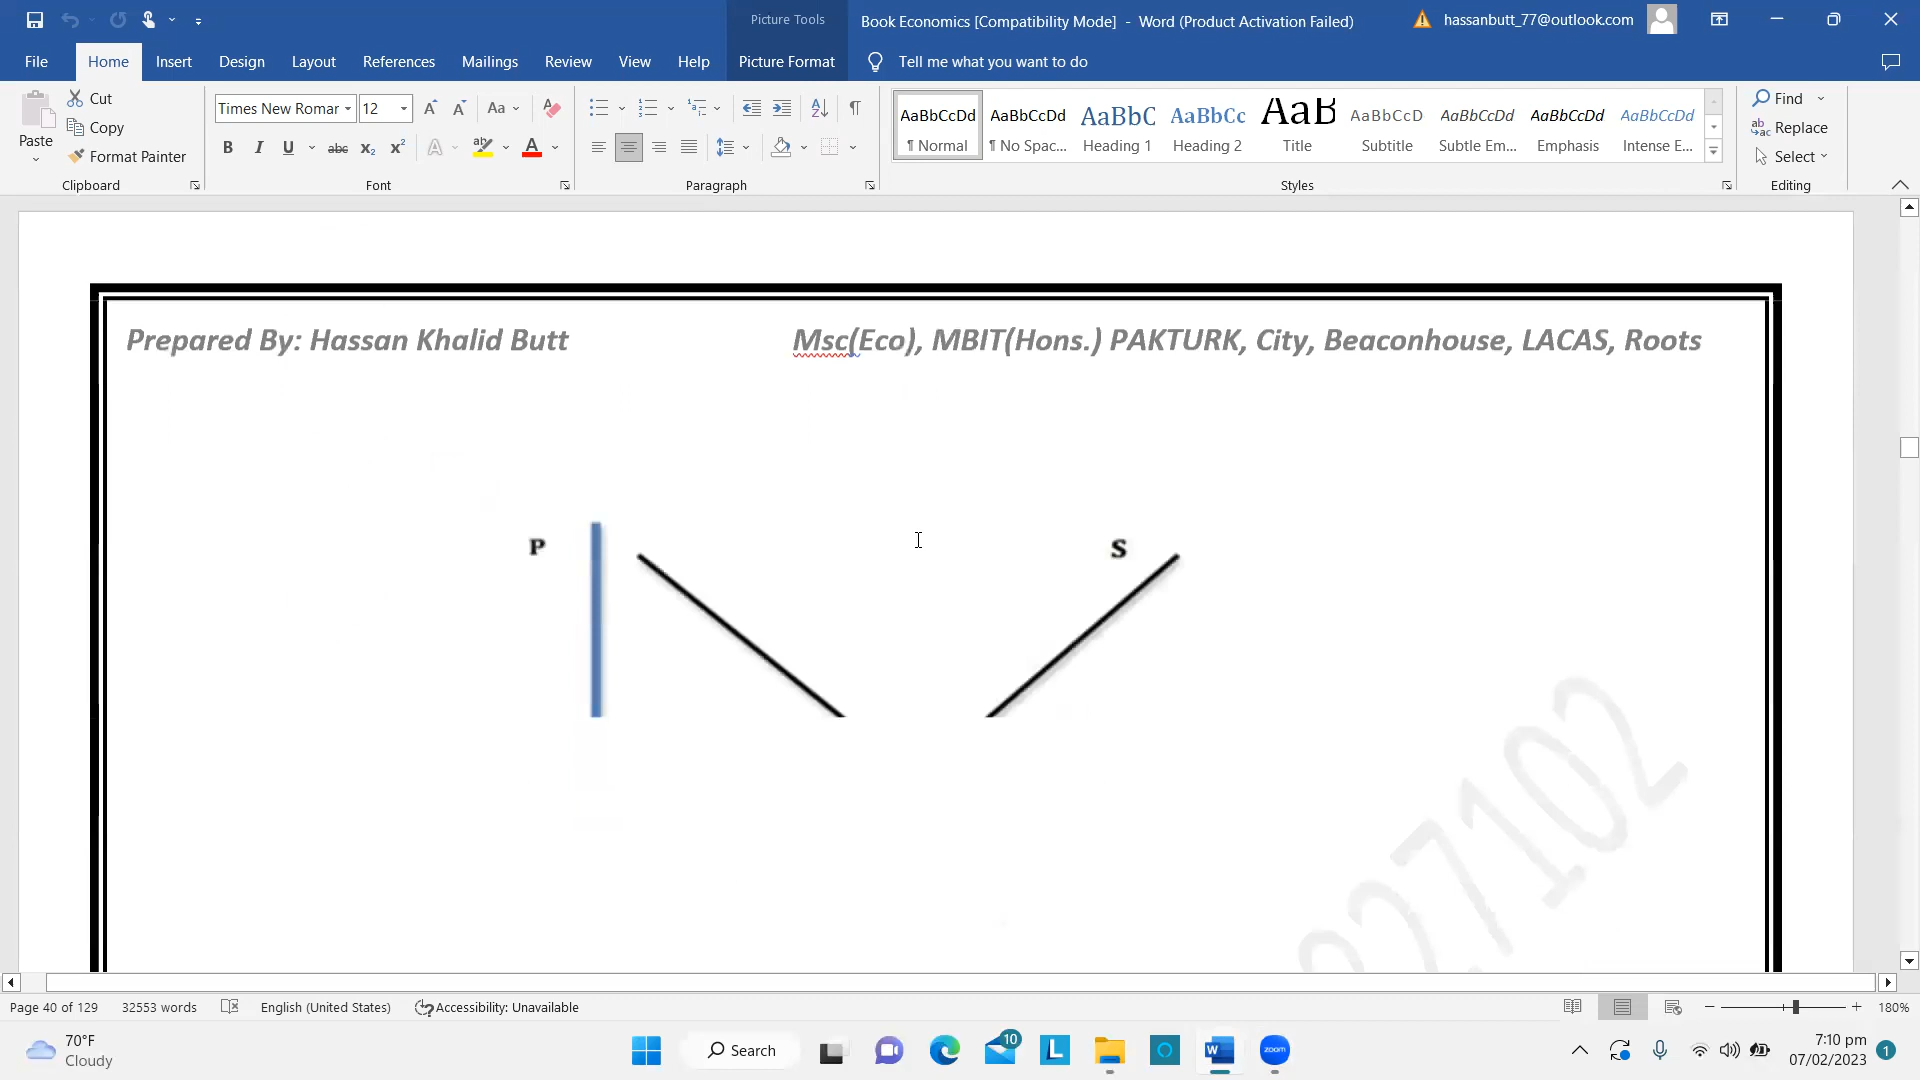 Picture Tools
Book Economics [Compatibility Mode] - Word (Product Activation Failed)
hassanbutt_77@outlook.com
File Home Insert Design Layout References Mailings Review View Help Picture Format Tell me what you want to do
Paste
Cut
Copy
Format Painter
Clipboard
Times New Romar 12
Font
Paragraph
AaBbCcDd AaBbCcDd AaBbC AaBbCc AaB AaBbCcD AaBbCcDd AaBbCcDd AaBbCcDd
¶ Normal ¶ No Spac... Heading 1 Heading 2 Title Subtitle Subtle Em... Emphasis Intense E...
Styles
Find
Replace
Select
Editing
Prepared By: Hassan Khalid Butt Msc(Eco), MBIT(Hons.) PAKTURK, City, Beaconhouse, LACAS, Roots
P S
27102
Page 40 of 129 32553 words English (United States) Accessibility: Unavailable 180%
70°F
Cloudy
Search
10
zoom
7:10 pm
07/02/2023
1